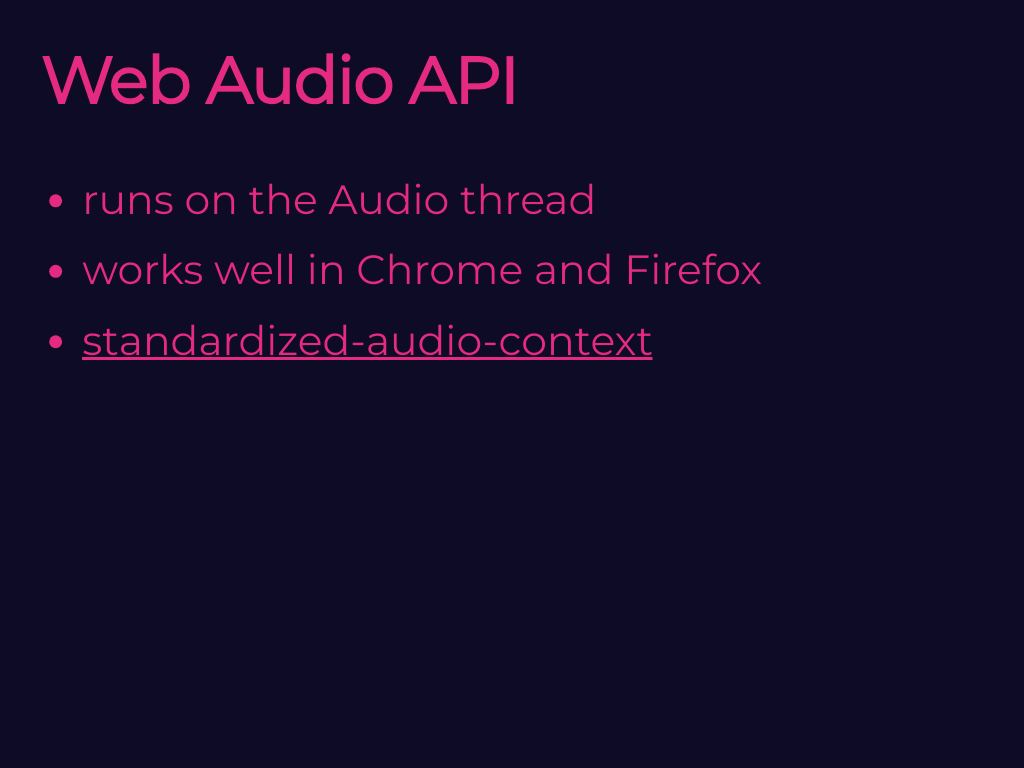 Web Audio API
• runs on the Audio thread
• works well in Chrome and Firefox
• standardized-audio-context